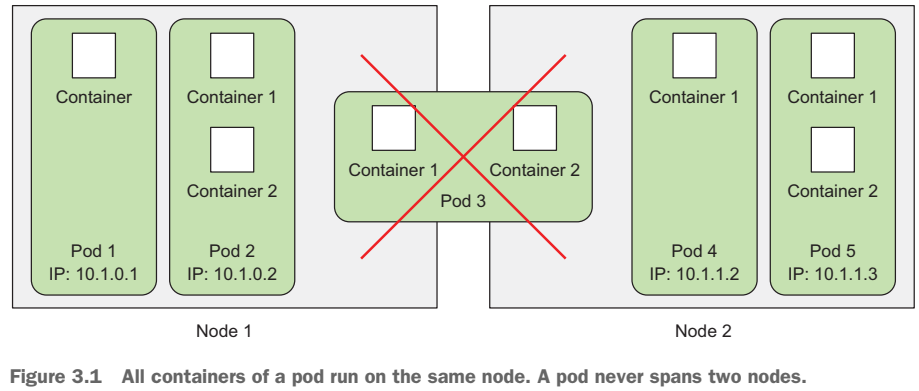 Container
Container 1
Container 2
Pod 1
IP: 10.1.0.1
Pod 2
IP: 10.1.0.2
Container 1
Container 2
Pod 3
Container 1
Pod 4
IP: 10.1.1.2
Container 1
Container 2
Pod 5
IP: 10.1.1.3
Node 1
Node 2
Figure 3.1 All containers of a pod run on the same node. A pod never spans two nodes.